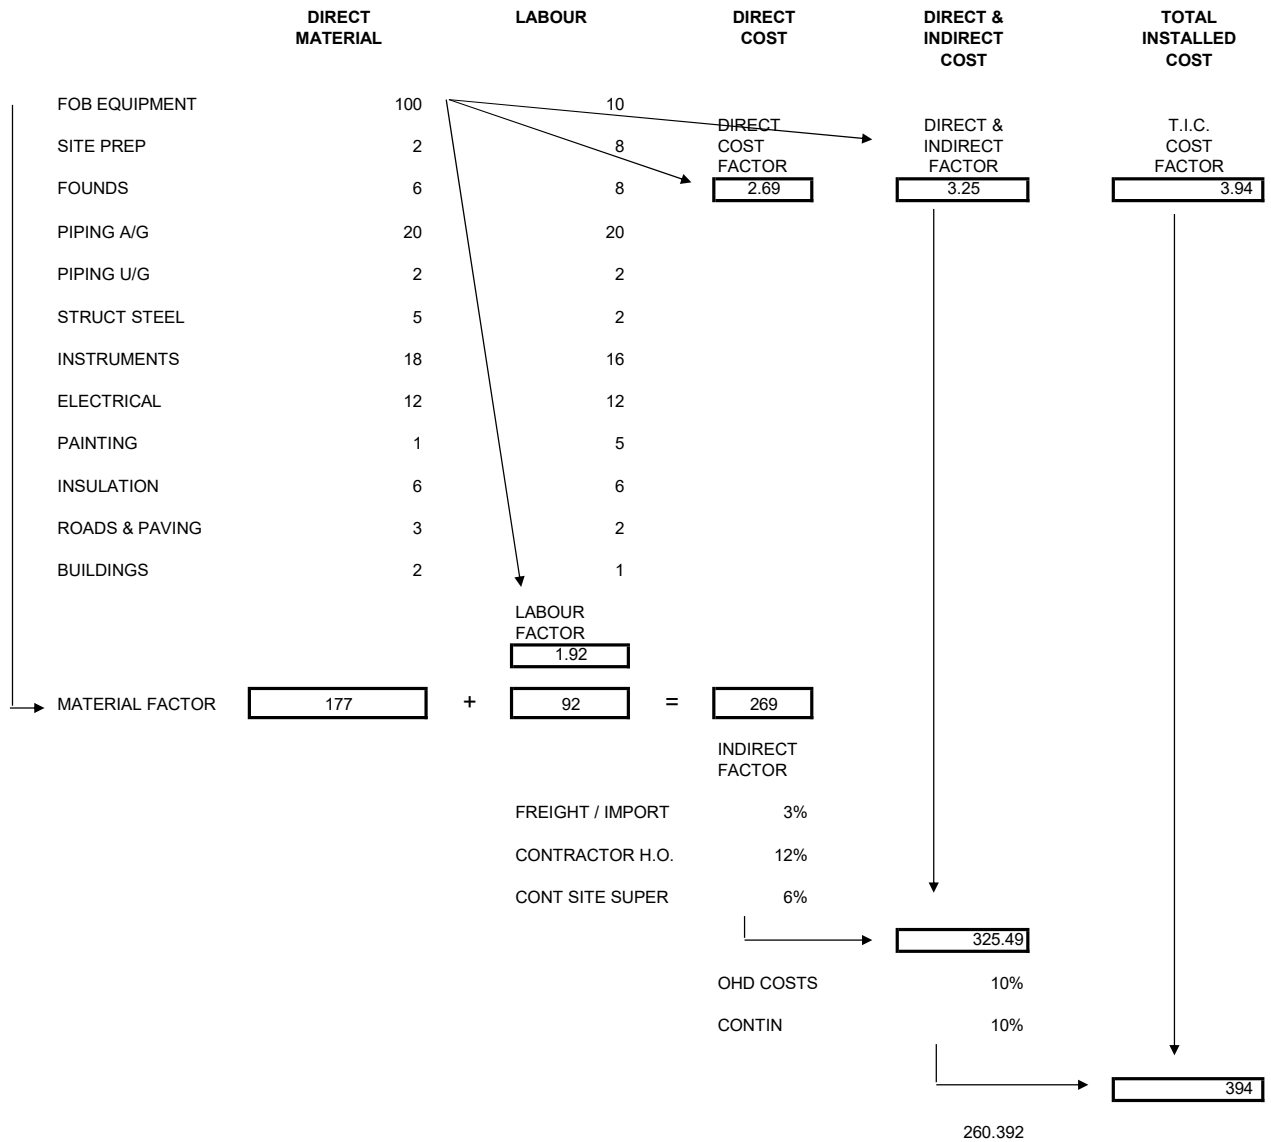 DIRECT MATERIAL LABOUR DIRECT COST DIRECT & INDIRECT COST TOTAL INSTALLED COST
FOB EQUIPMENT 100 10
DIRECT COST FACTOR DIRECT & INDIRECT FACTOR T.I.C. COST FACTOR
SITE PREP 2 8
FOUNDS 6 8 2.69 3.25 3.94
PIPING A/G 20 20
PIPING U/G 2 2
STRUCT STEEL 5 2
INSTRUMENTS 18 16
ELECTRICAL 12 12
PAINTING 1 5
INSULATION 6 6
ROADS & PAVING 3 2
BUILDINGS 2 1
LABOUR
FACTOR
1.92
MATERIAL FACTOR 177 + 92 = 269
INDIRECT
FACTOR
FREIGHT / IMPORT 3%
CONTRACTOR H.O. 12%
CONT SITE SUPER 6%
325.49
OHD COSTS 10%
CONTIN 10%
394
260.392